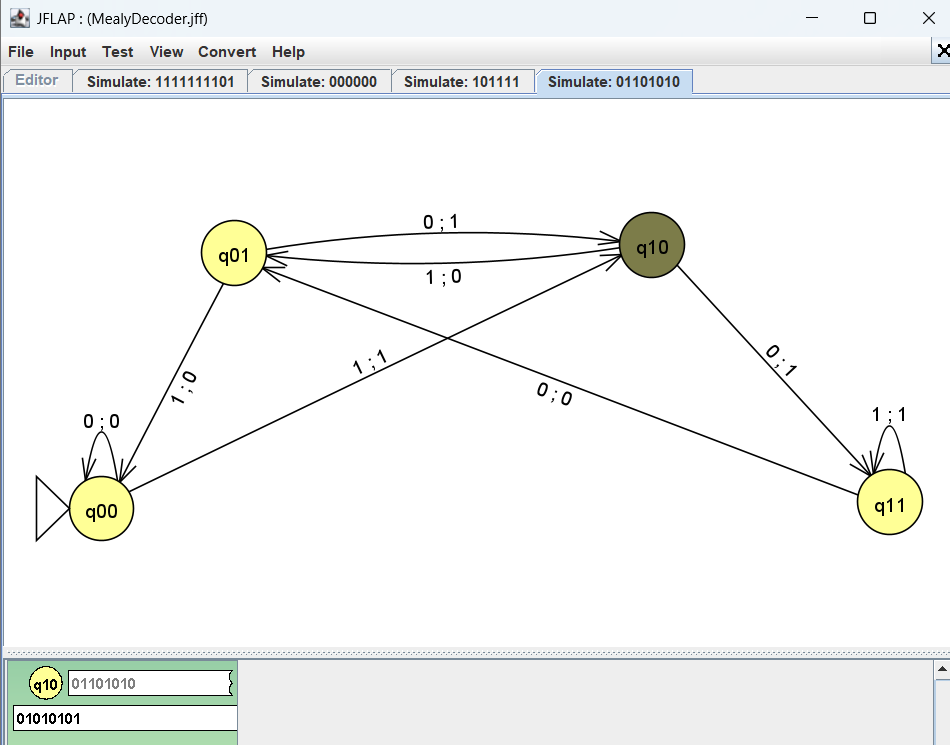 JFLAP : (MealyDecoder.jff)
File Input Test View Convert Help
Editor Simulate: 1111111101 Simulate: 000000 Simulate: 101111 Simulate: 01101010
0 ; 1
q01 q10
1 ; 0
1 ; 1
0 ; 1
1 ; 0
0 ; 0
0 ; 0
1 ; 1
q00 q11
q10 01101010
01010101